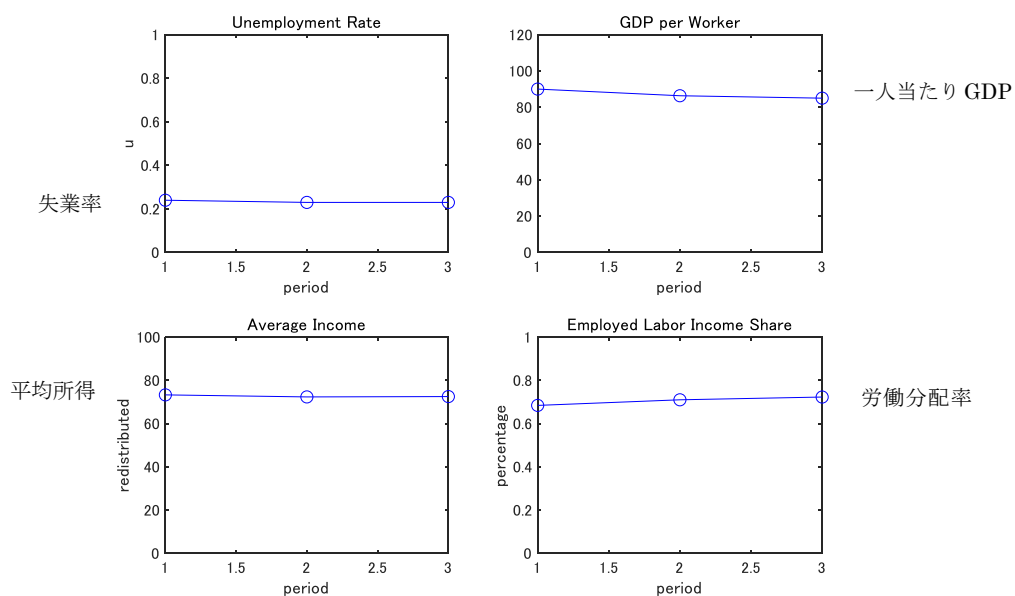 Unemployment Rate
1
0.8
0.6
0.4
0.2
0
u
1 1.5 2 2.5 3
period
失業率
GDP per Worker
120
100
80
60
40
20
0
1 1.5 2 2.5 3
period
一人当たり GDP
Average Income
100
80
60
40
20
0
redistributed
1 1.5 2 2.5 3
period
平均所得
Employed Labor Income Share
1
0.8
0.6
0.4
0.2
0
percentage
1 1.5 2 2.5 3
period
労働分配率